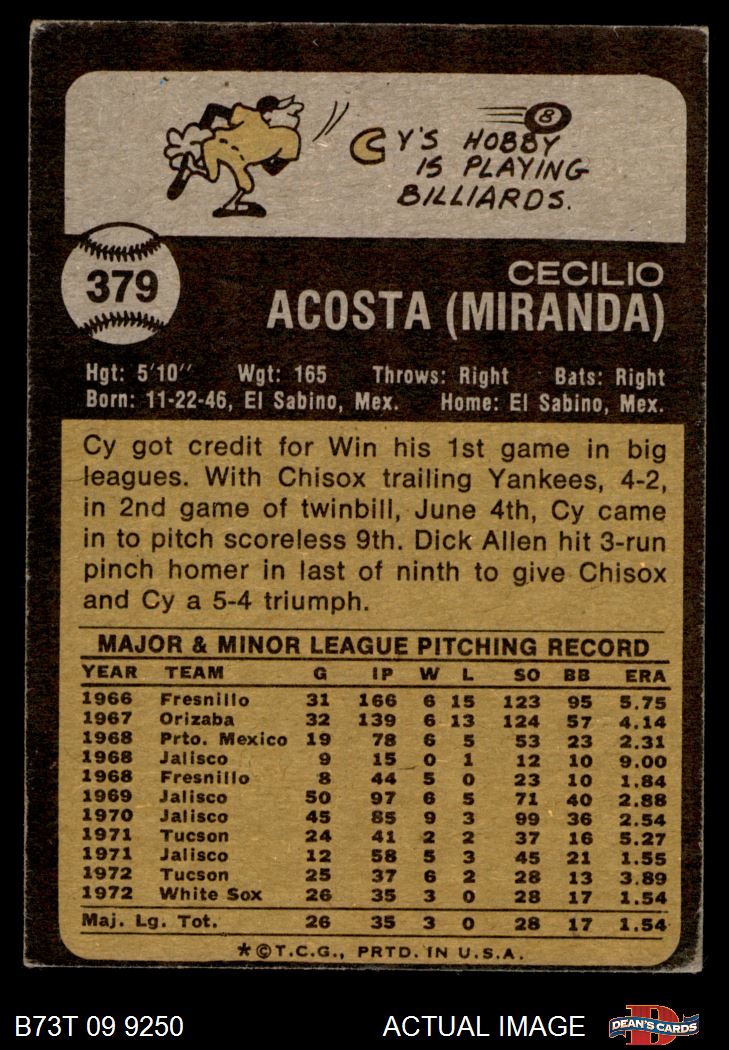 CY'S HOBBY
IS PLAYING
BILLIARDS.
8
379
CECILIO
ACOSTA (MIRANDA)
Hgt: 5'10" Wgt: 165 Throws: Right Bats: Right
Born: 11-22-46, El Sabino, Mex. Home: El Sabino, Mex.
Cy got credit for Win his 1st game in big
leagues. With Chisox trailing Yankees, 4-2,
in 2nd game of twinbill, June 4th, Cy came
in to pitch scoreless 9th. Dick Allen hit 3-run
pinch homer in last of ninth to give Chisox
and Cy a 5-4 triumph.
MAJOR & MINOR LEAGUE PITCHING RECORD
YEAR TEAM G IP W L SO BB ERA
1966 Fresnillo 31 166 6 15 123 95 5.75
1967 Orizaba 32 139 6 13 124 57 4.14
1968 Prto. Mexico 19 78 6 5 53 23 2.31
1968 Jalisco 9 15 0 1 12 10 9.00
1968 Fresnillo 8 44 5 0 23 10 1.84
1969 Jalisco 50 97 6 5 71 40 2.88
1970 Jalisco 45 85 9 3 99 36 2.54
1971 Tucson 24 41 2 2 37 16 5.27
1971 Jalisco 12 58 5 3 45 21 1.55
1972 Tucson 25 37 6 2 28 13 3.89
1972 White Sox 26 35 3 0 28 17 1.54
Maj. Lg. Tot. 26 35 3 0 28 17 1.54
*©T.C.G., PRTD. IN U.S.A.
B73T 09 9250 ACTUAL IMAGE
D
DEAN'S CARDS